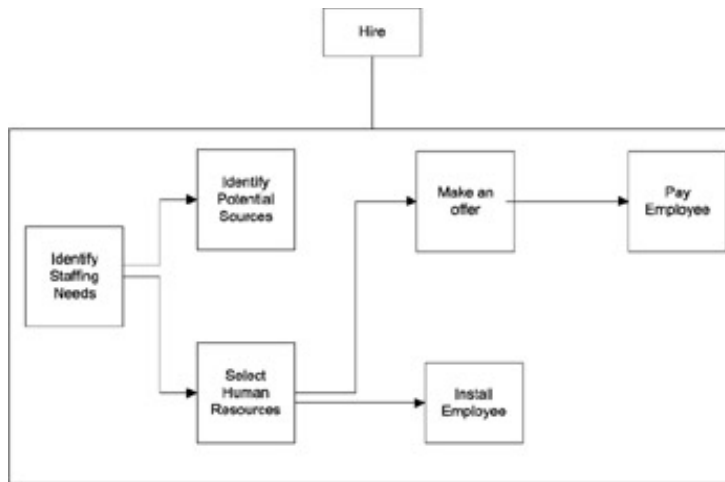 Hire
Identify
Potential
Sources
Make an
offer
Pay
Employee
Identify
Staffing
Needs
Select
Human
Resources
Install
Employee